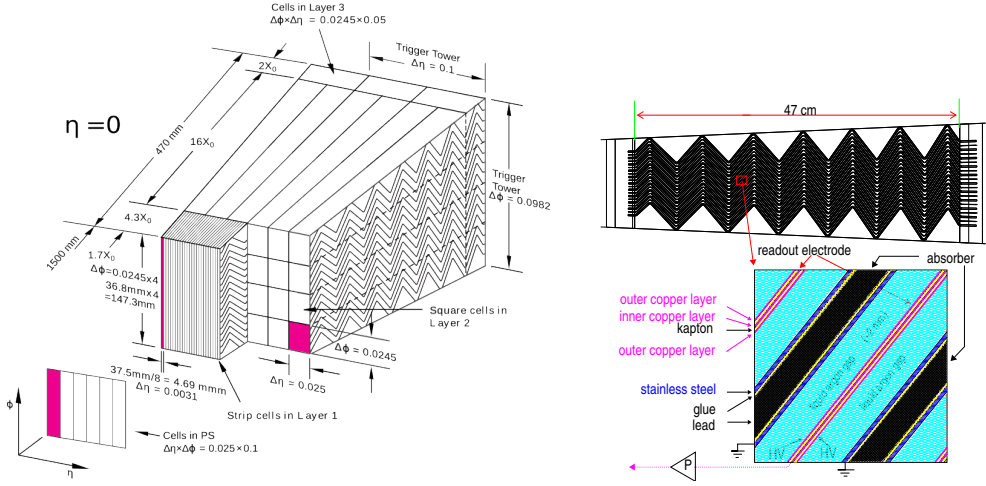 Cells in Layer 3
Δϕ×Δη = 0.0245×0.05
Trigger Tower
Δη = 0.1
2X₀
η = 0
470 mm
16X₀
Trigger
Tower
Δϕ = 0.0982
4.3X₀
1500 mm
1.7X₀
Δϕ=0.0245x4
36.8mmx4
=147.3mm
Square cells in
Layer 2
Δϕ = 0.0245
37.5mm/8 = 4.69 mmm
Δη = 0.0031
Δη = 0.025
Strip cells in Layer 1
ϕ
η
Cells in PS
Δη×Δϕ = 0.025×0.1
47 cm
readout electrode
absorber
outer copper layer
inner copper layer
kapton
outer copper layer
stainless steel
glue
lead
HV
HV
P